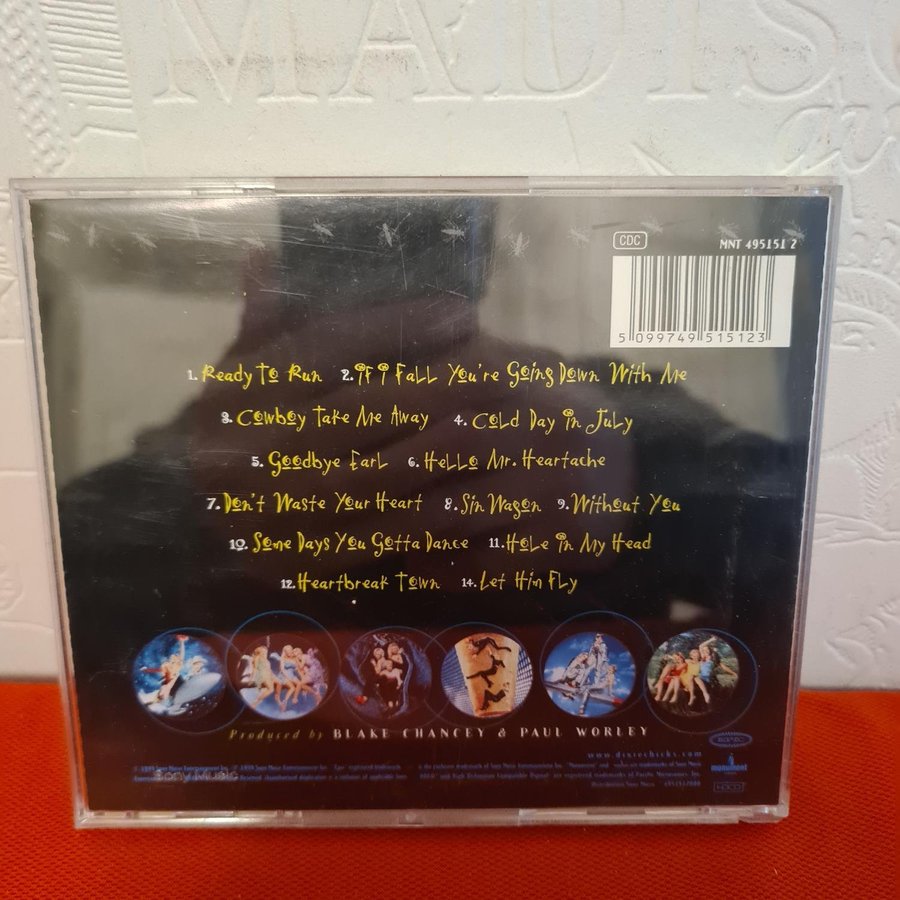 MADISO
CDC
MNT 495151 2
5 099749 515123
1. Ready To Run 2. If I Fall You're Going Down With Me
3. Cowboy Take Me Away 4. Cold Day In July
5. Goodbye Earl 6. Hello Mr. Heartache
7. Don't Waste Your Heart 8. Sin Wagon 9. Without You
10. Some Days You Gotta Dance 11. Hole In My Head
12. Heartbreak Town 14. Let Him Fly
Produced by BLAKE CHANCEY & PAUL WORLEY
www.dixiechicks.com
epic
monument
Sony Music
HDCD